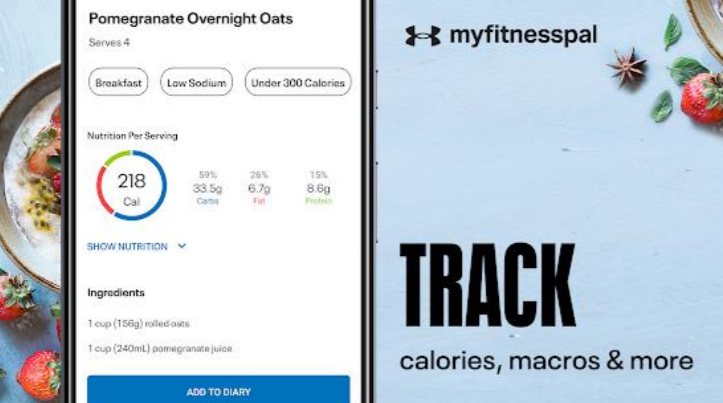 Pomegranate Overnight Oats
Serves 4
Breakfast
Low Sodium
Under 300 Calories
Nutrition Per Serving
218
Cal
59%
26%
15%
33.5g
6.7g
8.6g
Carbs
Fat
Protein
SHOW NUTRITION
Ingredients
1 cup (156g) rolled oats
1 cup (240mL) pomegranate juice
ADD TO DIARY
myfitnesspal
TRACK
calories, macros & more